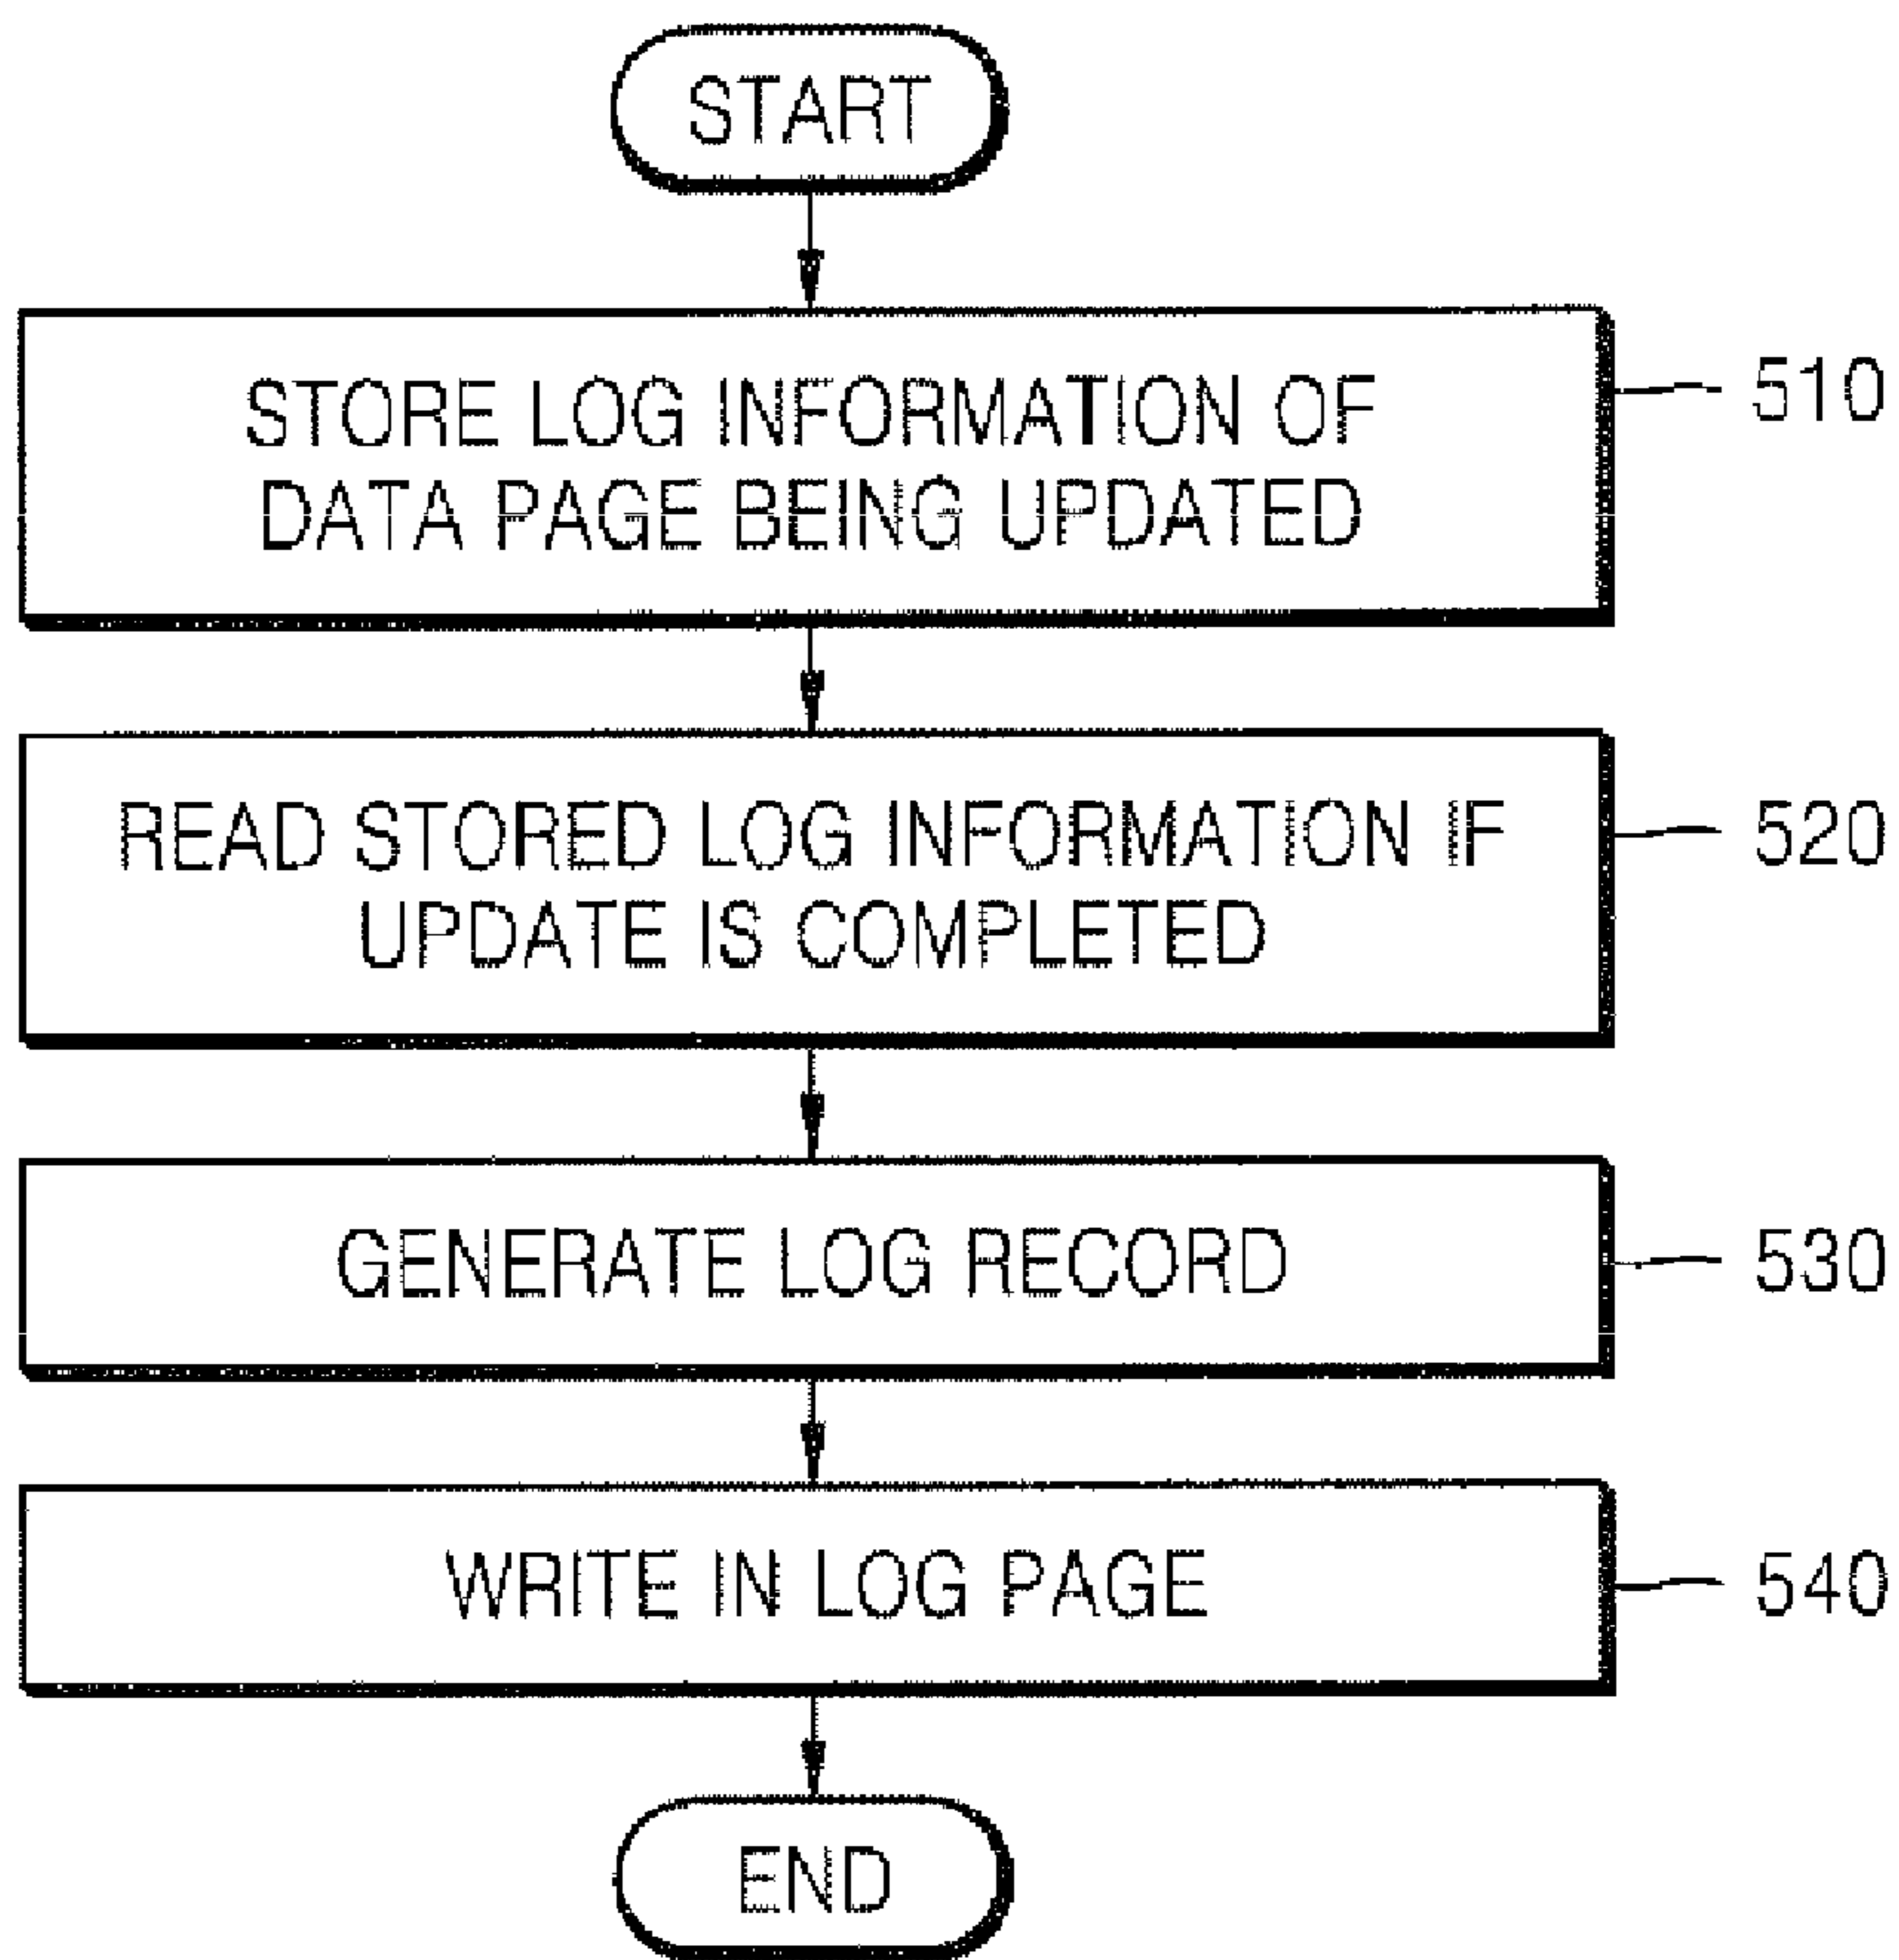 START
STORE LOG INFORMATION OF
DATA PAGE BEING UPDATED
510
READ STORED LOG INFORMATION IF
UPDATE IS COMPLETED
520
GENERATE LOG RECORD
530
WRITE IN LOG PAGE
540
END